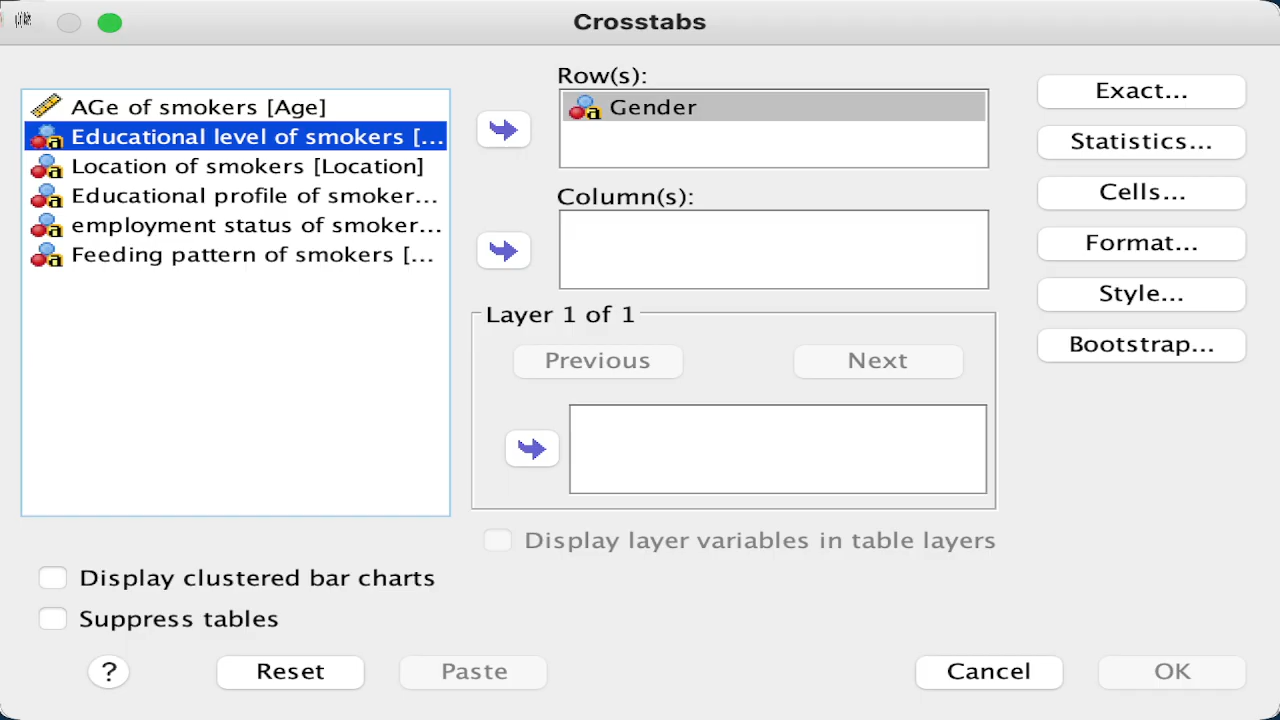 Crosstabs
AGe of smokers [Age]
Educational level of smokers [...
Location of smokers [Location]
Educational profile of smoker...
employment status of smoker...
Feeding pattern of smokers [...
Row(s):
Gender
Column(s):
Layer 1 of 1
Previous
Next
Display layer variables in table layers
Exact...
Statistics...
Cells...
Format...
Style...
Bootstrap...
Display clustered bar charts
Suppress tables
?
Reset
Paste
Cancel
OK